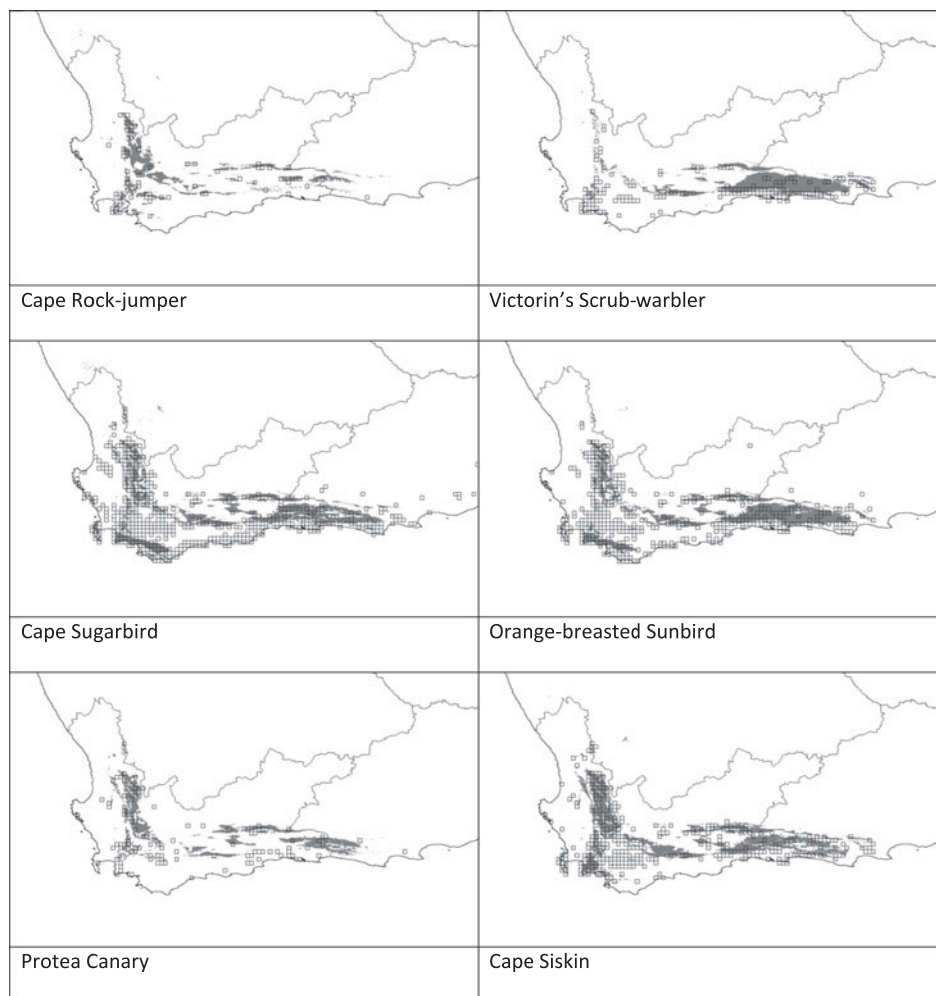 Cape Rock-jumper
Victorin’s Scrub-warbler
Cape Sugarbird
Orange-breasted Sunbird
Protea Canary
Cape Siskin